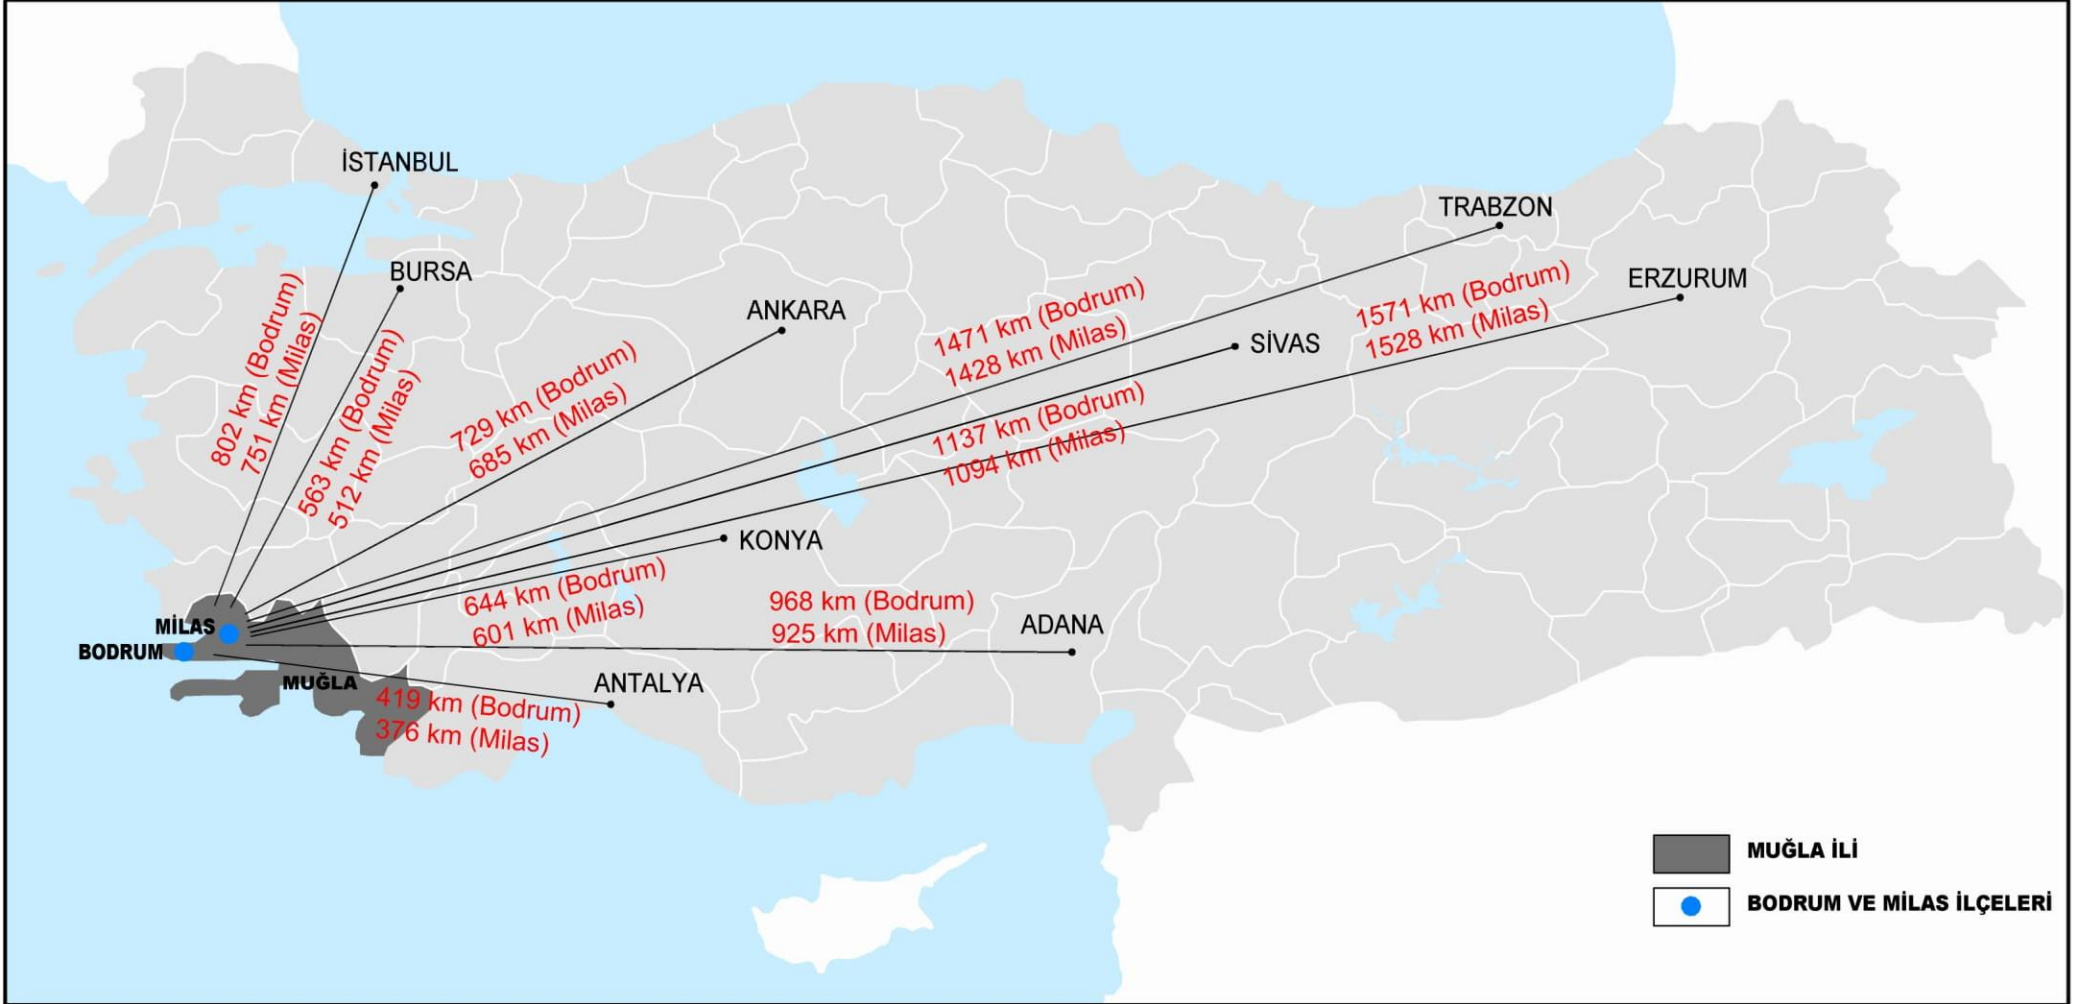 İSTANBUL
802 km (Bodrum)
751 km (Milas)
BURSA
563 km (Bodrum)
512 km (Milas)
ANKARA
729 km (Bodrum)
685 km (Milas)
TRABZON
1471 km (Bodrum)
1428 km (Milas)
ERZURUM
1571 km (Bodrum)
1528 km (Milas)
SİVAS
1137 km (Bodrum)
1094 km (Milas)
KONYA
644 km (Bodrum)
601 km (Milas)
ADANA
968 km (Bodrum)
925 km (Milas)
ANTALYA
419 km (Bodrum)
376 km (Milas)
MİLAS
BODRUM
MUĞLA
MUĞLA İLİ
BODRUM VE MİLAS İLÇELERİ